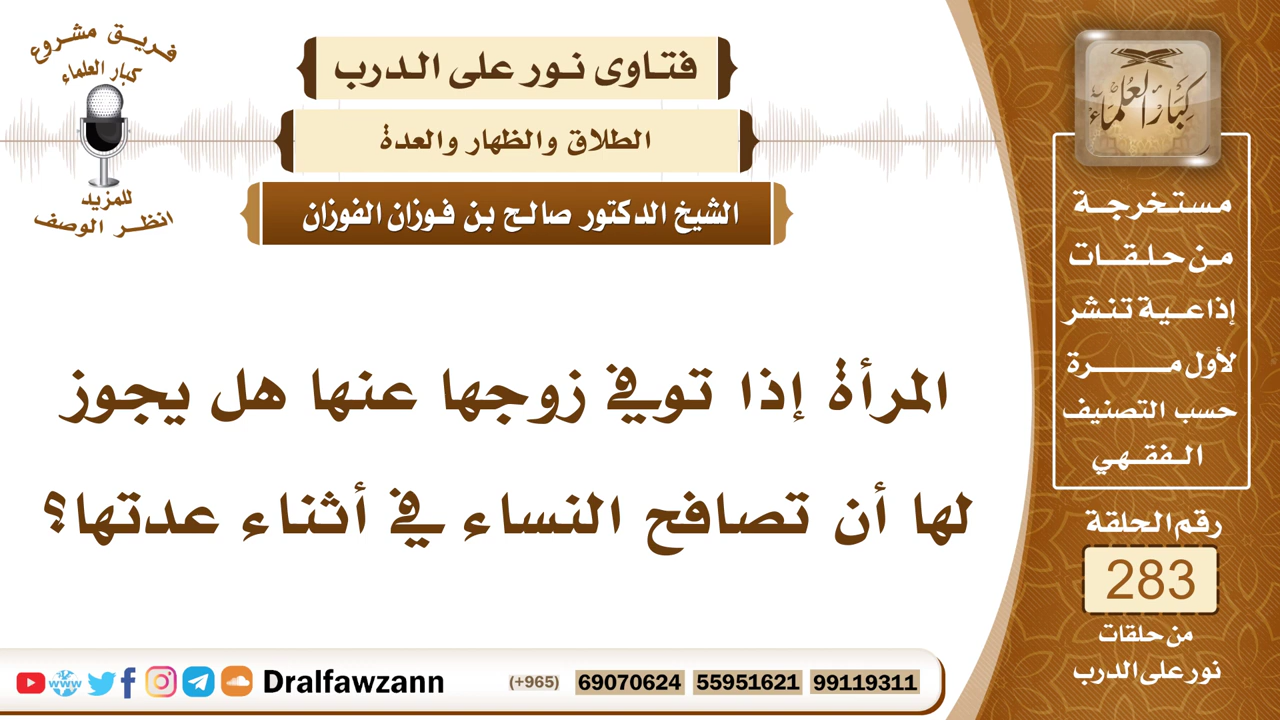 فريق مشروع
كبار العلماء
للمزيد
انظر الوصف
فتاوى نور على الدرب
الطلاق والظهار والعدة
الشيخ الدكتور صالح بن فوزان الفوزان
المرأة إذا توفي زوجها عنها هل يجوز
لها أن تصافح النساء في أثناء عدتها؟
كبار العلماء
مستخرجة
من حلقات
إذاعية تنشر
لأول مرة
حسب التصنيف
الفقهي
رقم الحلقة
283
من حلقات
نور على الدرب
www Dralfawzann (+965) 69070624 55951621 99119311